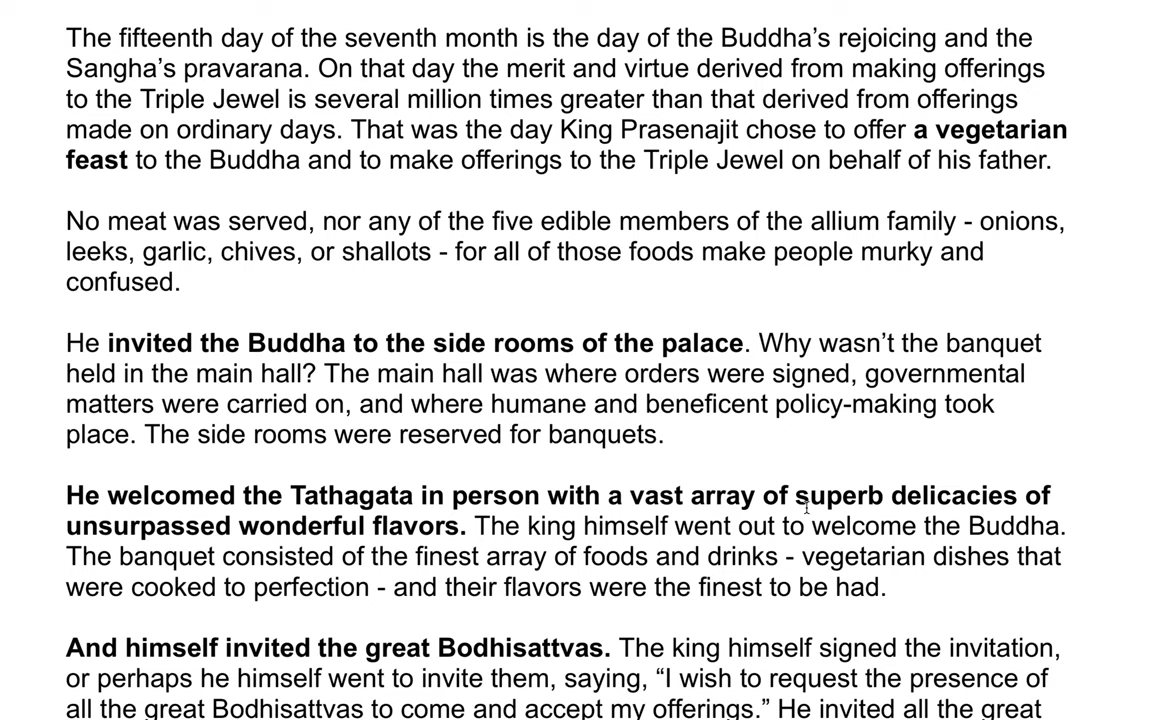 The fifteenth day of the seventh month is the day of the Buddha’s rejoicing and the
Sangha’s pravarana. On that day the merit and virtue derived from making offerings
to the Triple Jewel is several million times greater than that derived from offerings
made on ordinary days. That was the day King Prasenajit chose to offer a vegetarian
feast to the Buddha and to make offerings to the Triple Jewel on behalf of his father.
No meat was served, nor any of the five edible members of the allium family - onions,
leeks, garlic, chives, or shallots - for all of those foods make people murky and
confused.
He invited the Buddha to the side rooms of the palace. Why wasn’t the banquet
held in the main hall? The main hall was where orders were signed, governmental
matters were carried on, and where humane and beneficent policy-making took
place. The side rooms were reserved for banquets.
He welcomed the Tathagata in person with a vast array of superb delicacies of
unsurpassed wonderful flavors. The king himself went out to welcome the Buddha.
The banquet consisted of the finest array of foods and drinks - vegetarian dishes that
were cooked to perfection - and their flavors were the finest to be had.
And himself invited the great Bodhisattvas. The king himself signed the invitation,
or perhaps he himself went to invite them, saying, “I wish to request the presence of
all the great Bodhisattvas to come and accept my offerings.” He invited all the great